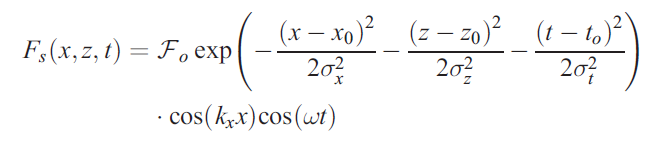 $F_s(x, z, t) = \mathcal{F}_o \exp\left(-\frac{(x - x_0)^2}{2\sigma_x^2} - \frac{(z - z_0)^2}{2\sigma_z^2} - \frac{(t - t_o)^2}{2\sigma_t^2}\right)$
$\cdot \cos(k_x x)\cos(\omega t)$